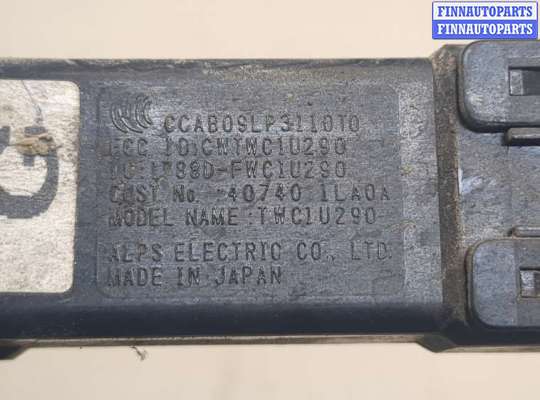 FINNAUTOPARTS
FINNAUTOPARTS
CCAB09LP3110T0
FCC ID:CWTWC1U290
IC:1788D-FWC1U290
CUST No. 40740 1LA0A
MODEL NAME:TWC1U290
ALPS ELECTRIC CO., LTD.
MADE IN JAPAN